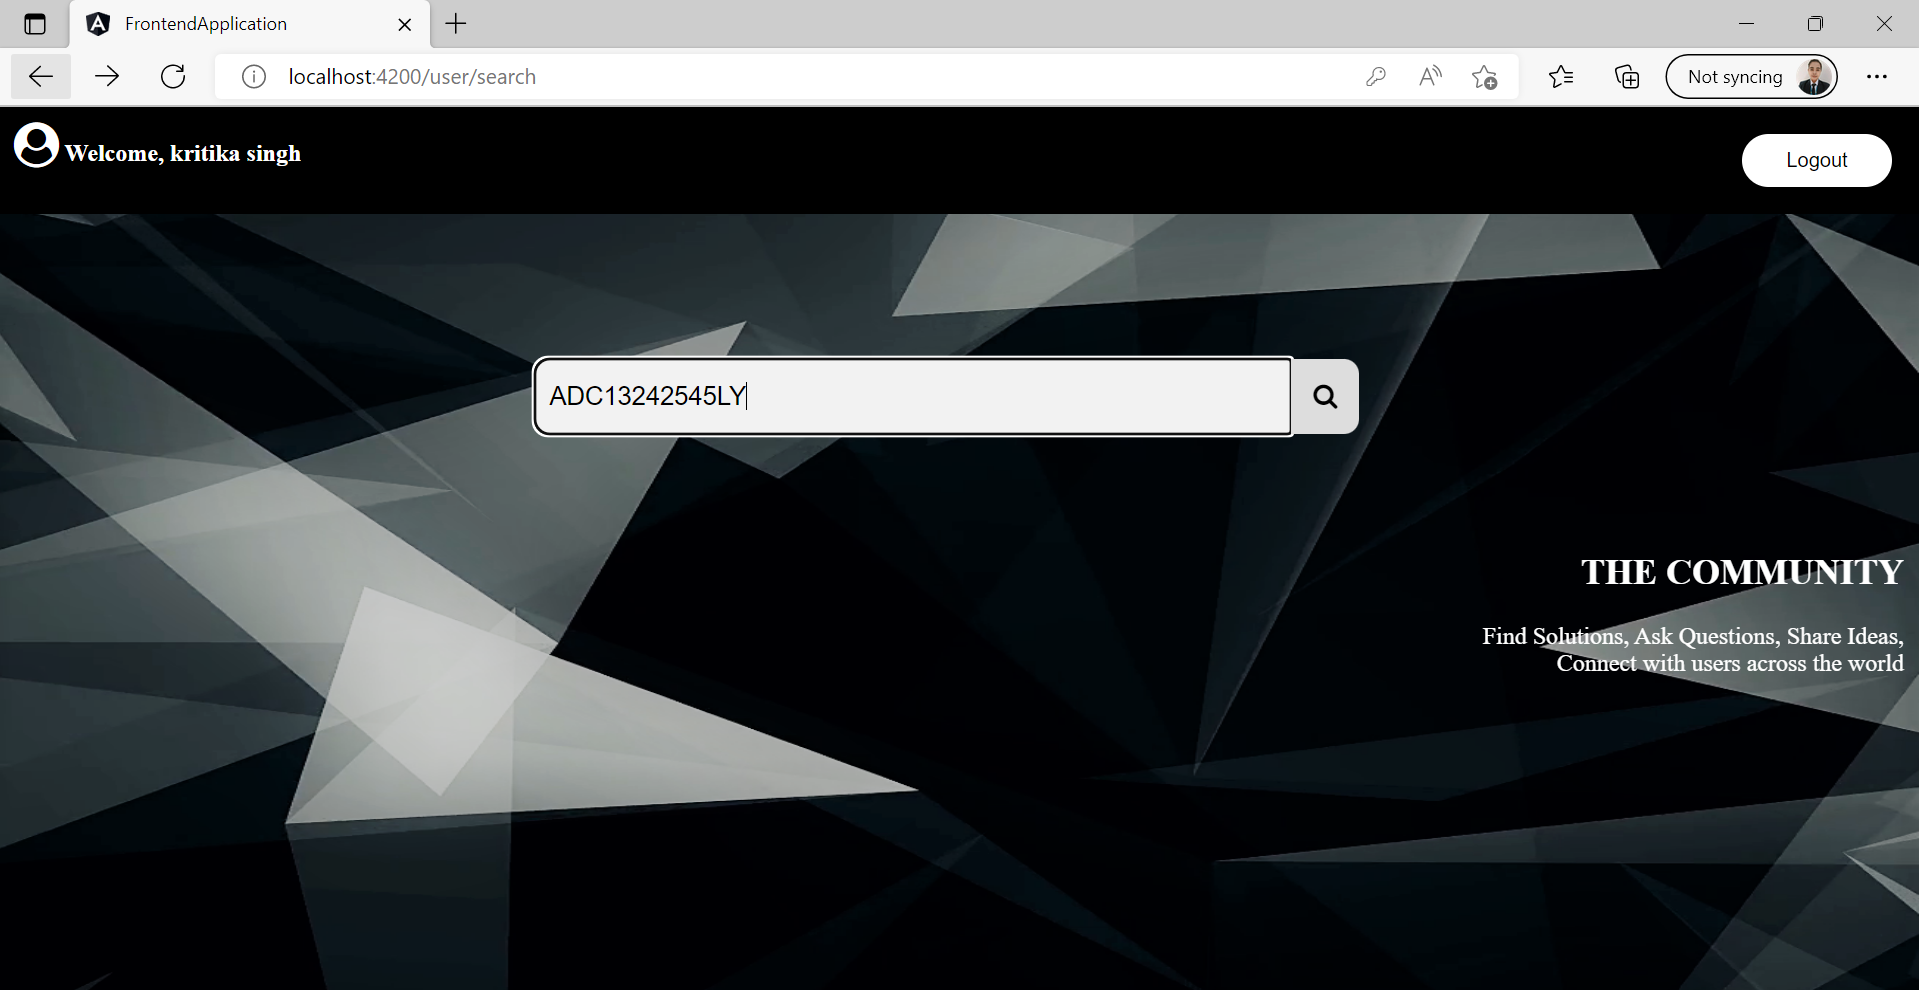 FrontendApplication
localhost:4200/user/search
Not syncing
Welcome, kritika singh
Logout
ADC13242545LY
THE COMMUNITY
Find Solutions, Ask Questions, Share Ideas,
Connect with users across the world